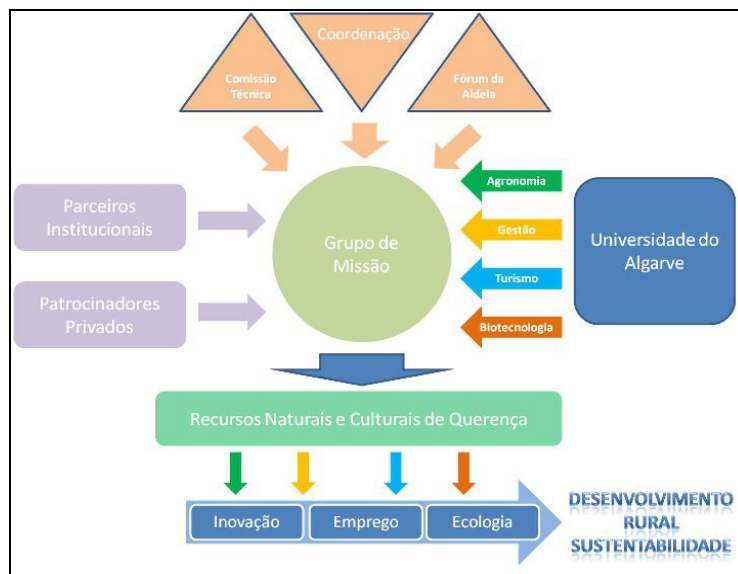 Coordenação
Comissão
Técnica
Fórum da
Aldeia
Parceiros
Institucionais
Patrocinadores
Privados
Grupo de
Missão
Agronomia
Gestão
Turismo
Biotecnologia
Universidade do
Algarve
Recursos Naturais e Culturais de Querença
Inovação
Emprego
Ecologia
DESENVOLVIMENTO
RURAL
SUSTENTABILIDADE